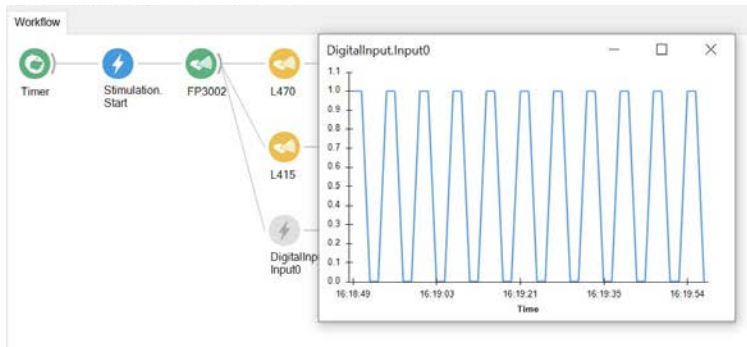 Workflow
Timer
Stimulation.
Start
FP3002
L470
L415
DigitalInp
Input0
DigitalInput.Input0
1.1
1.0
0.9
0.8
0.7
0.6
0.5
0.4
0.3
0.2
0.1
0.0
16:18:49
16:19:03
16:19:21
16:19:35
16:19:54
Time